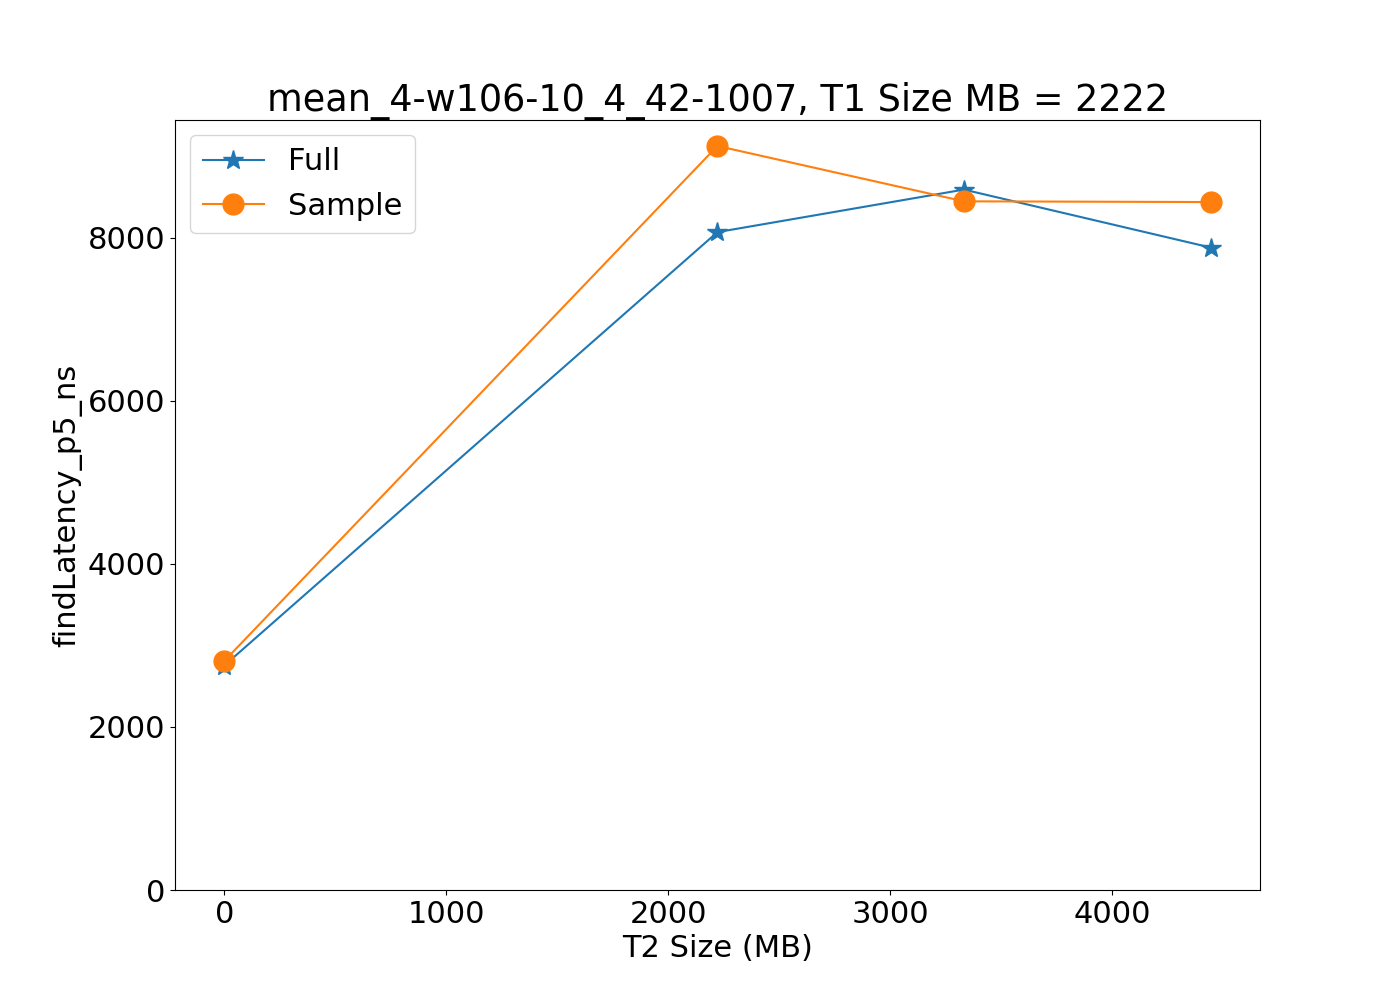 mean_4-w106-10_4_42-1007, T1 Size MB = 2222
Full
Sample
findLatency_p5_ns
8000
6000
4000
2000
0
0 1000 2000 3000 4000
T2 Size (MB)